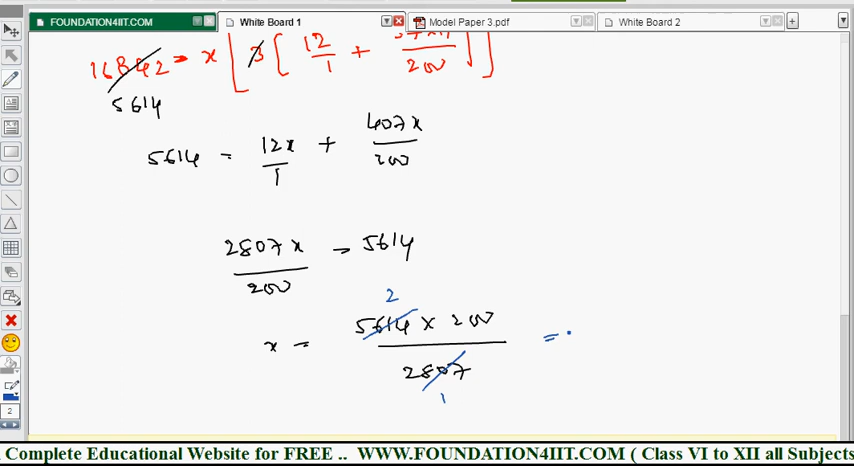 FOUNDATION4IIT.COM White Board 1 Model Paper 3.pdf White Board 2
16842 = x [ 3 [ 12/1 + 37x11/200 ] ]
5614
5614 = 12x/1 + 407x/200
2807x/200 = 5614
2
x = 5614 x 200 / 2807 =
1
2
Complete Educational Website for FREE .. WWW.FOUNDATION4IIT.COM ( Class VI to XII all Subjects